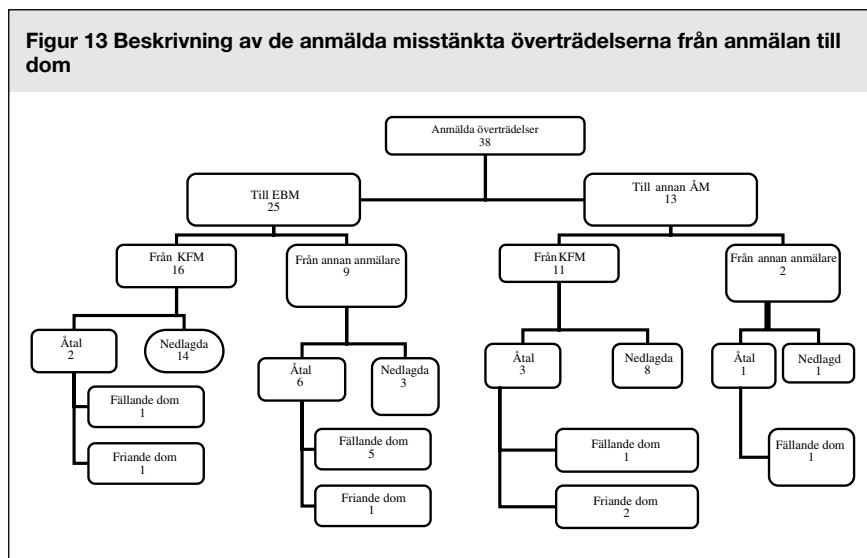 Figur 13 Beskrivning av de anmälda misstänkta överträdelserna från anmälan till
dom
Anmälda överträdelser
38
Till EBM
25
Till annan ÅM
13
Från KFM
16
Från annan anmälare
9
Från KFM
11
Från annan anmälare
2
Åtal
2
Nedlagda
14
Åtal
6
Nedlagda
3
Åtal
3
Nedlagda
8
Åtal
1
Nedlagd
1
Fällande dom
1
Friande dom
1
Fällande dom
5
Friande dom
1
Fällande dom
1
Friande dom
2
Fällande dom
1